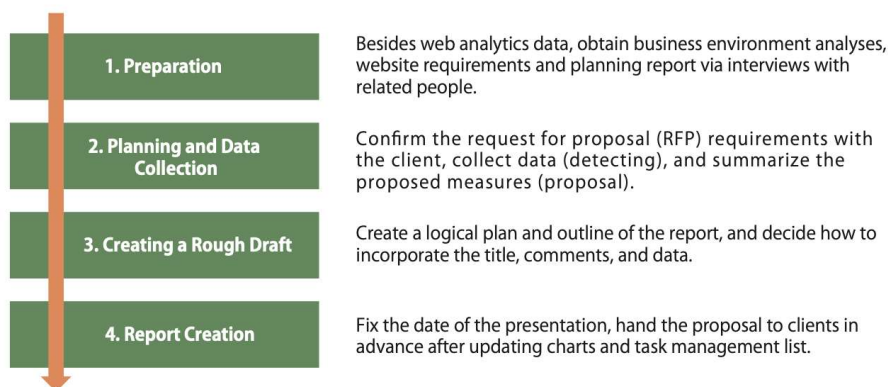 1. Preparation
Besides web analytics data, obtain business environment analyses,
website requirements and planning report via interviews with
related people.
2. Planning and Data
Collection
Confirm the request for proposal (RFP) requirements with
the client, collect data (detecting), and summarize the
proposed measures (proposal).
3. Creating a Rough Draft
Create a logical plan and outline of the report, and decide how to
incorporate the title, comments, and data.
4. Report Creation
Fix the date of the presentation, hand the proposal to clients in
advance after updating charts and task management list.